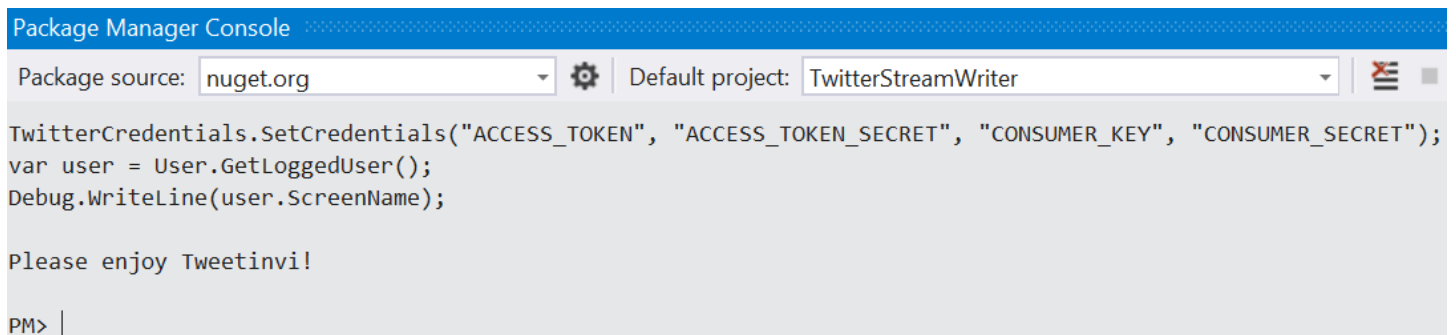 Package Manager Console
Package source: nuget.org Default project: TwitterStreamWriter
TwitterCredentials.SetCredentials("ACCESS_TOKEN", "ACCESS_TOKEN_SECRET", "CONSUMER_KEY", "CONSUMER_SECRET");
var user = User.GetLoggedUser();
Debug.WriteLine(user.ScreenName);
Please enjoy Tweetinvi!
PM>